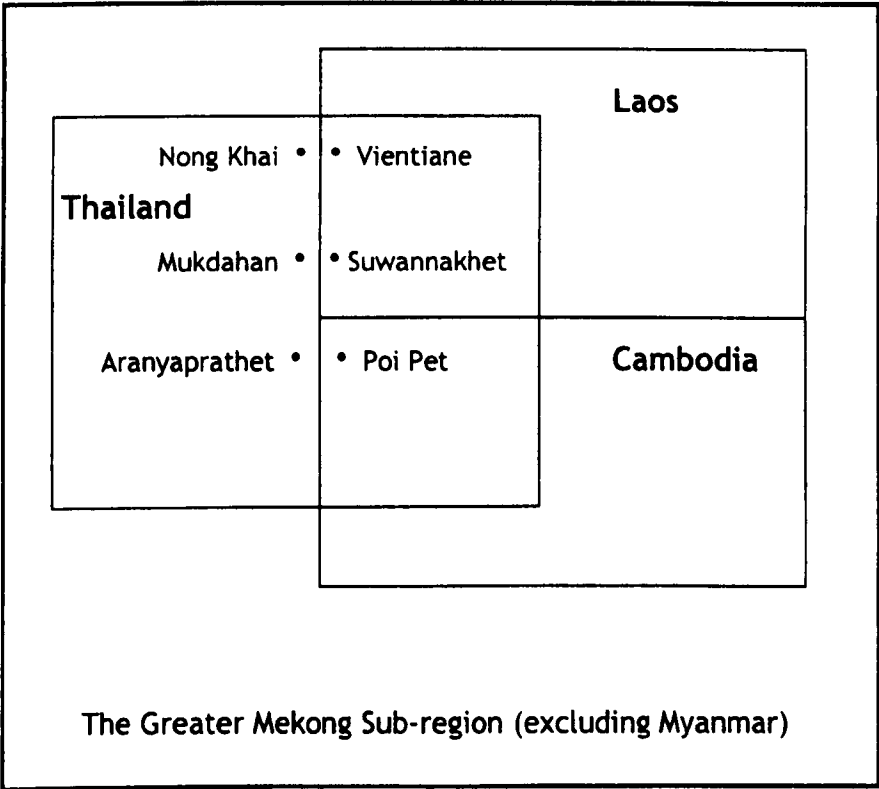 Laos
Nong Khai • • Vientiane
Thailand
Mukdahan • • Suwannakhet
Aranyaprathet • • Poi Pet
Cambodia
The Greater Mekong Sub-region (excluding Myanmar)